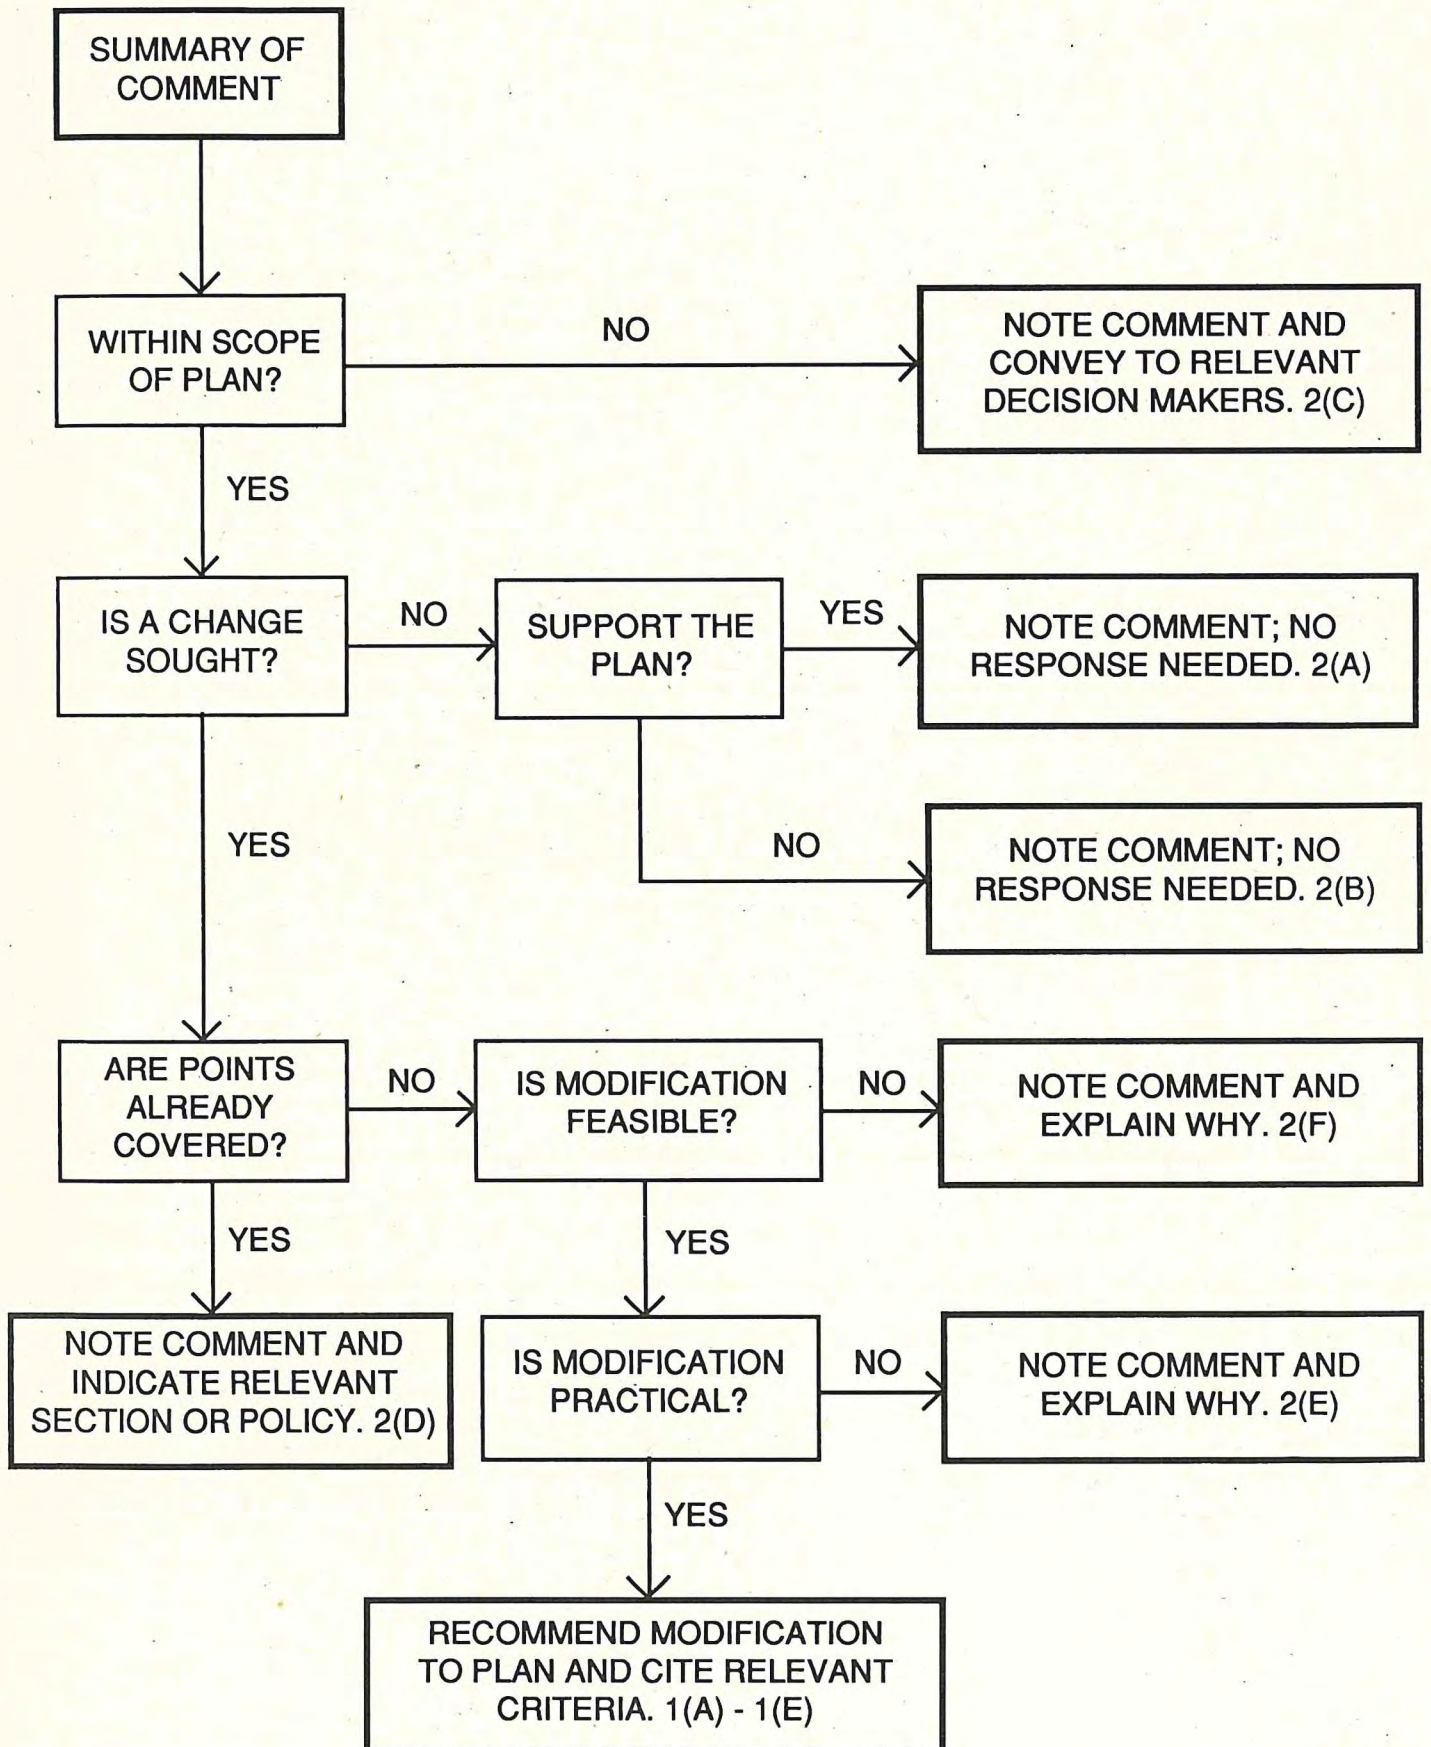 SUMMARY OF
COMMENT
WITHIN SCOPE
OF PLAN?
NO
NOTE COMMENT AND
CONVEY TO RELEVANT
DECISION MAKERS. 2(C)
YES
IS A CHANGE
SOUGHT?
NO
SUPPORT THE
PLAN?
YES
NOTE COMMENT; NO
RESPONSE NEEDED. 2(A)
NO
NOTE COMMENT; NO
RESPONSE NEEDED. 2(B)
YES
ARE POINTS
ALREADY
COVERED?
NO
IS MODIFICATION
FEASIBLE?
NO
NOTE COMMENT AND
EXPLAIN WHY. 2(F)
YES
YES
NOTE COMMENT AND
INDICATE RELEVANT
SECTION OR POLICY. 2(D)
IS MODIFICATION
PRACTICAL?
NO
NOTE COMMENT AND
EXPLAIN WHY. 2(E)
YES
RECOMMEND MODIFICATION
TO PLAN AND CITE RELEVANT
CRITERIA. 1(A) - 1(E)